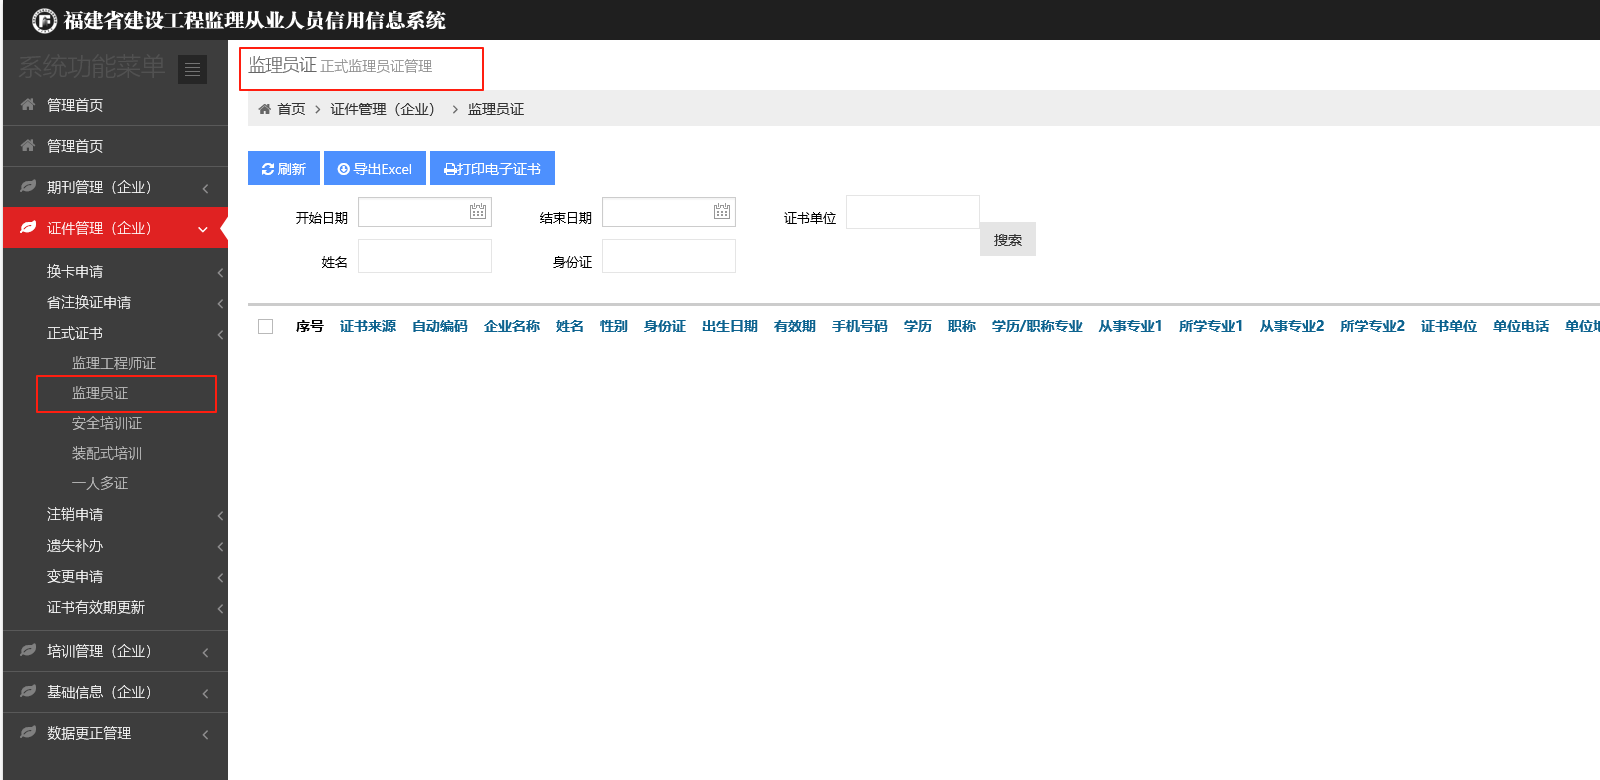 福建省建设工程监理从业人员信用信息系统
系统功能菜单
管理首页
管理首页
期刊管理（企业）
证件管理（企业）
换卡申请
省注换证申请
正式证书
监理工程师证
监理员证
安全培训证
装配式培训
一人多证
注销申请
遗失补办
变更申请
证书有效期更新
培训管理（企业）
基础信息（企业）
数据更正管理
监理员证 正式监理员证管理
首页 > 证件管理（企业） > 监理员证
刷新 导出Excel 打印电子证书
开始日期 结束日期 证书单位
搜索
姓名 身份证
序号 证书来源 自动编码 企业名称 姓名 性别 身份证 出生日期 有效期 手机号码 学历 职称 学历/职称专业 从事专业1 所学专业1 从事专业2 所学专业2 证书单位 单位电话 单位